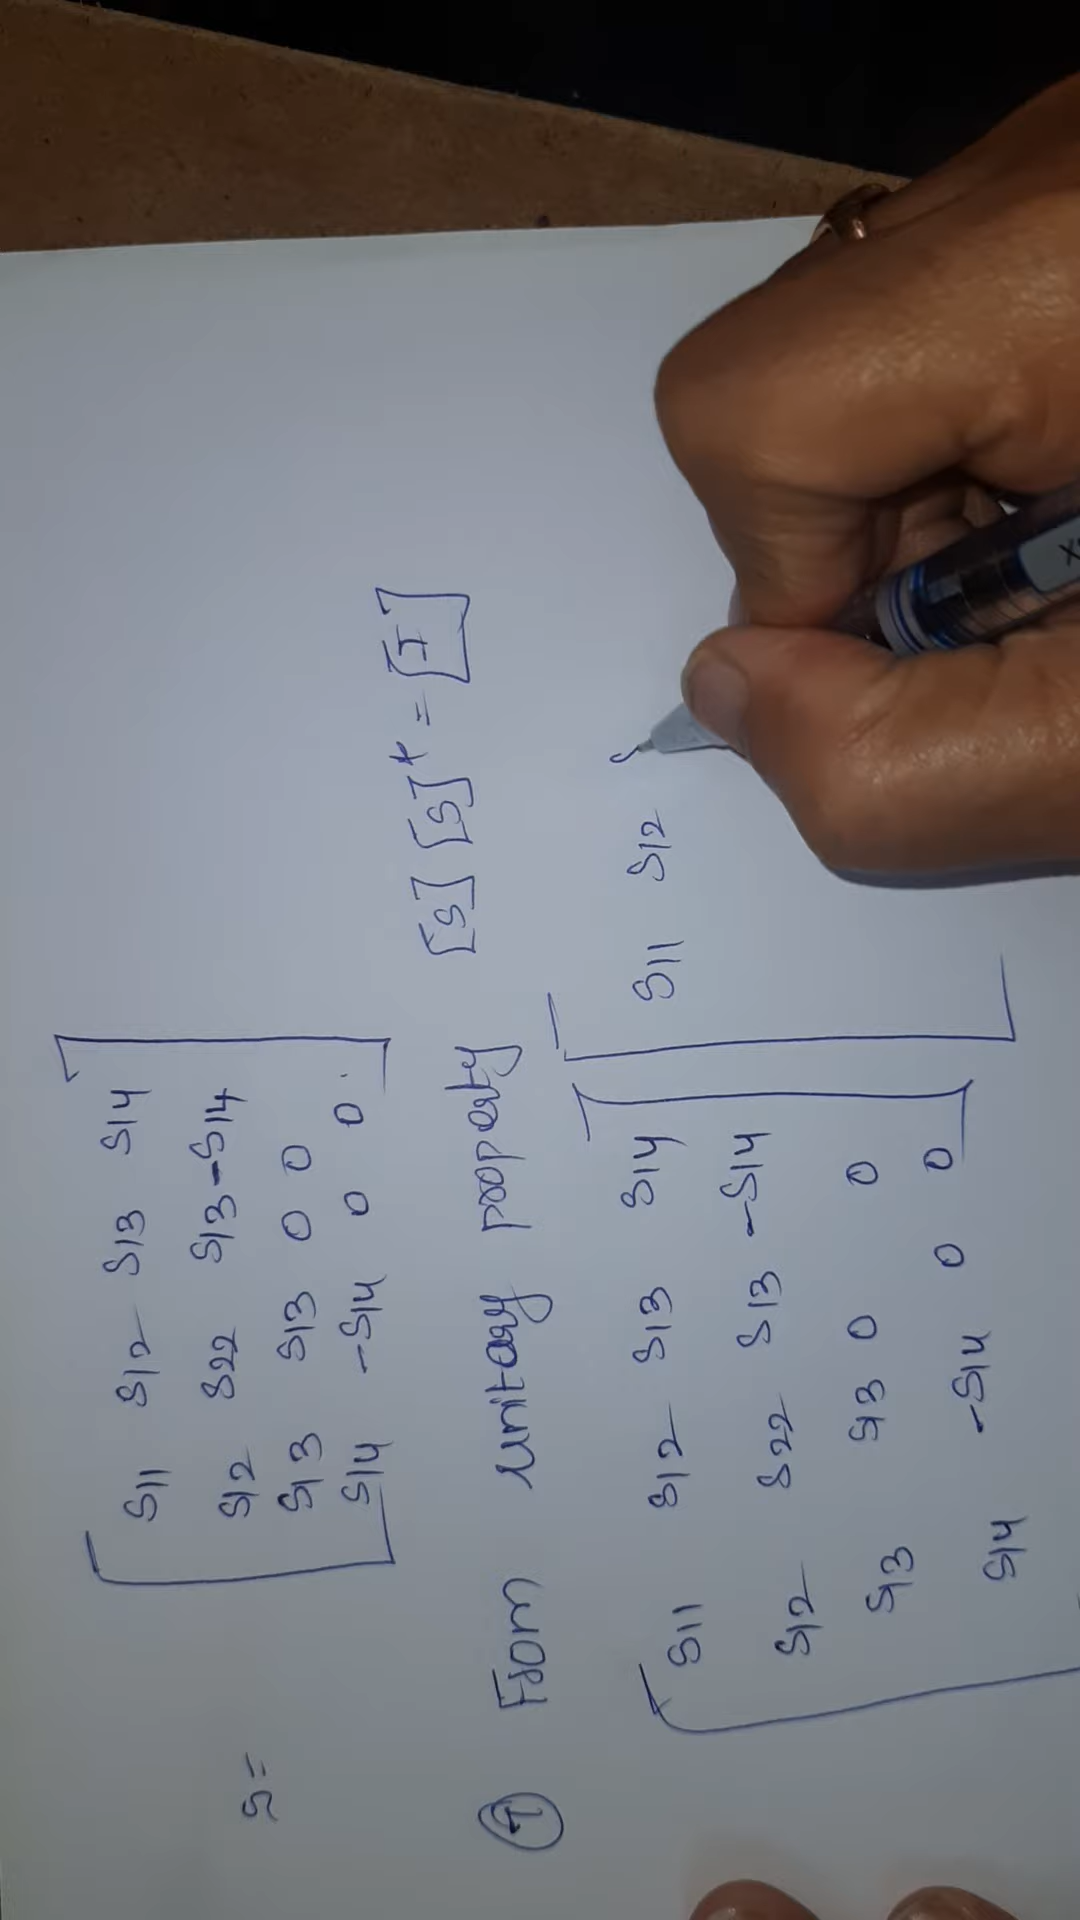 S11 S12 S13 S14
S12 S22 S13 -S14
S= S13 S13 0 0
S14 -S14 0 0
⑦ From unitary property [S] [S]* = [I]
S11 S12 S13 S14 S11 S12 S
S12 S22 S13 -S14
S13 S13 0 0
S14 -S14 0 0